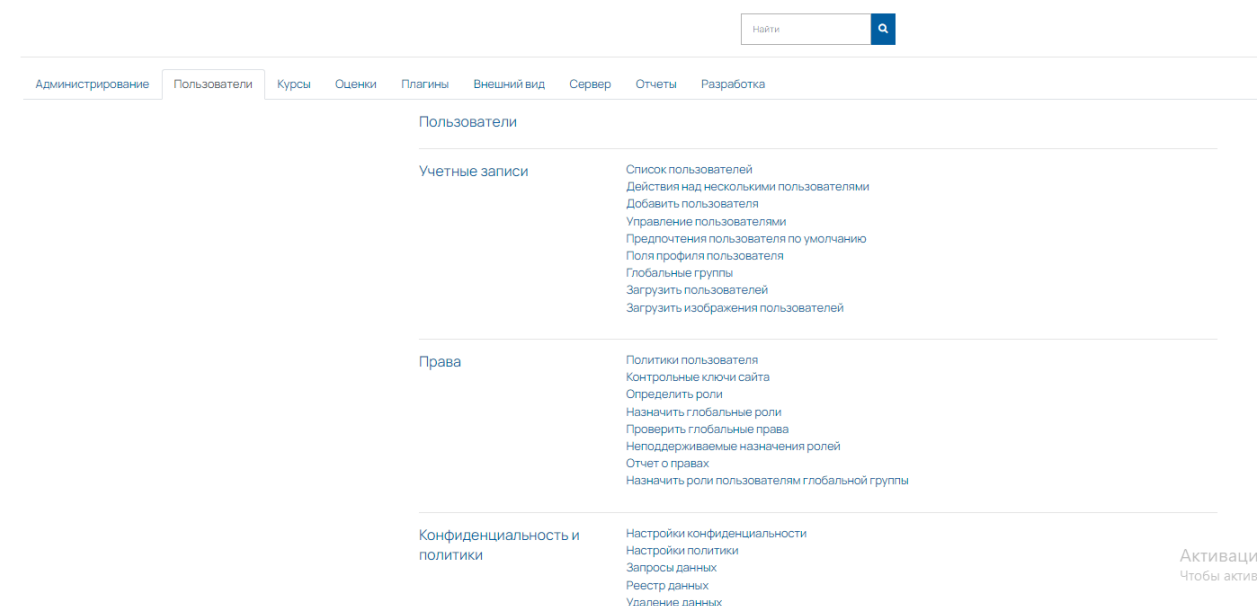 Найти
Администрирование Пользователи Курсы Оценки Плагины Внешний вид Сервер Отчеты Разработка
Пользователи
Учетные записи
Список пользователей
Действия над несколькими пользователями
Добавить пользователя
Управление пользователями
Предпочтения пользователя по умолчанию
Поля профиля пользователя
Глобальные группы
Загрузить пользователей
Загрузить изображения пользователей
Права
Политики пользователя
Контрольные ключи сайта
Определить роли
Назначить глобальные роли
Проверить глобальные права
Неподдерживаемые назначения ролей
Отчет о правах
Назначить роли пользователям глобальной группы
Конфиденциальность и
политики
Настройки конфиденциальности
Настройки политики
Запросы данных
Реестр данных
Удаление данных
Активаци
Чтобы актив